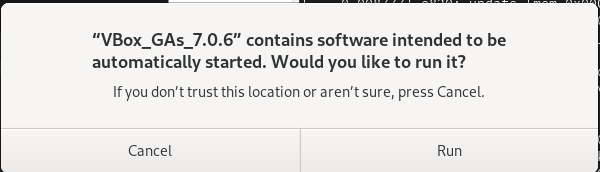 “VBox_GAs_7.0.6” contains software intended to be
automatically started. Would you like to run it?
If you don’t trust this location or aren’t sure, press Cancel.
Cancel
Run